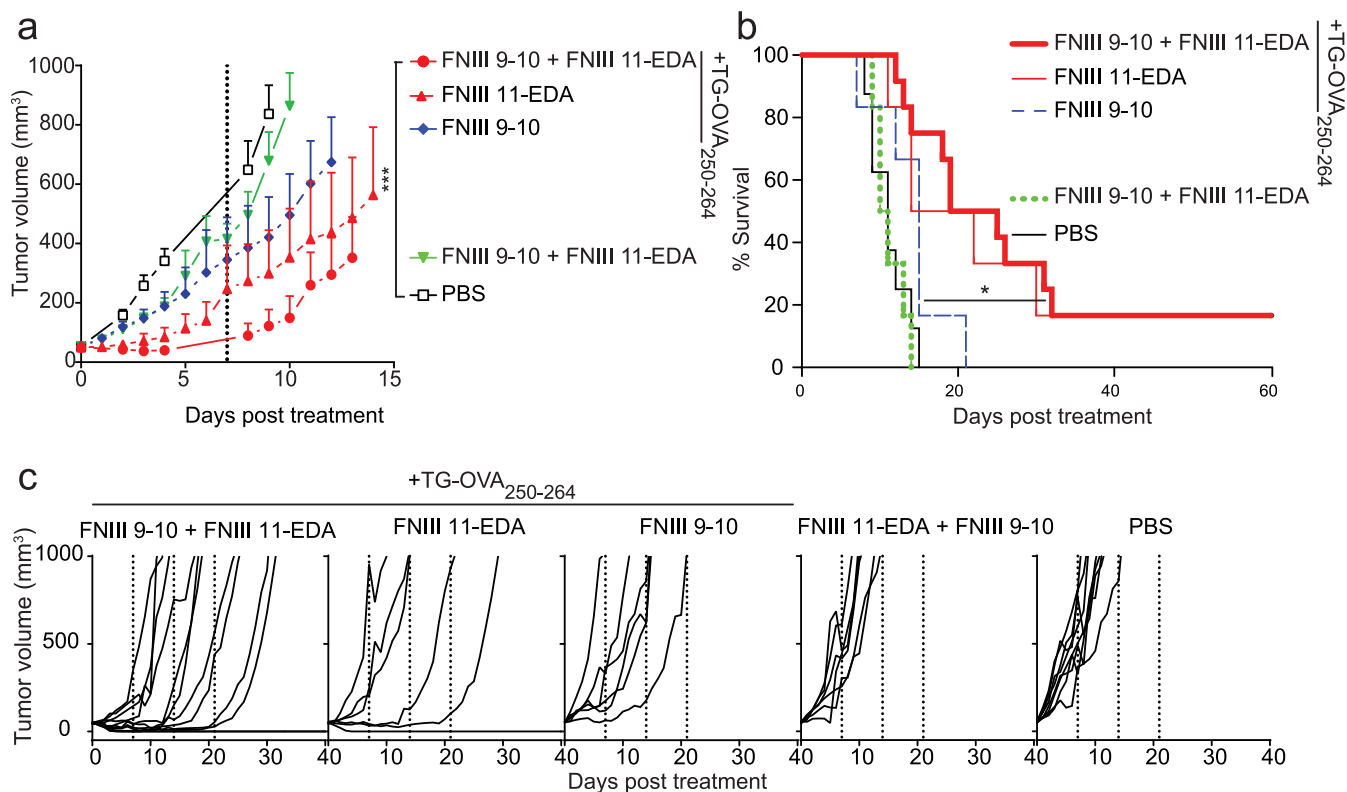 a
Tumor volume (mm³)
1000
800
600
400
200
0
0
5
10
15
Days post treatment
FNIII 9-10 + FNIII 11-EDA
FNIII 11-EDA
FNIII 9-10
+TG-OVA250-264
FNIII 9-10 + FNIII 11-EDA
PBS
***
b
% Survival
100
80
60
40
20
0
0
20
40
60
Days post treatment
*
FNIII 9-10 + FNIII 11-EDA
FNIII 11-EDA
FNIII 9-10
+TG-OVA250-264
FNIII 9-10 + FNIII 11-EDA
PBS
c
+TG-OVA250-264
FNIII 9-10 + FNIII 11-EDA
FNIII 11-EDA
FNIII 9-10
FNIII 11-EDA + FNIII 9-10
PBS
Tumor volume (mm³)
1000
500
0
0 10 20 30 40 10 20 30 40 10 20 30 40 10 20 30 40 10 20 30 40
Days post treatment